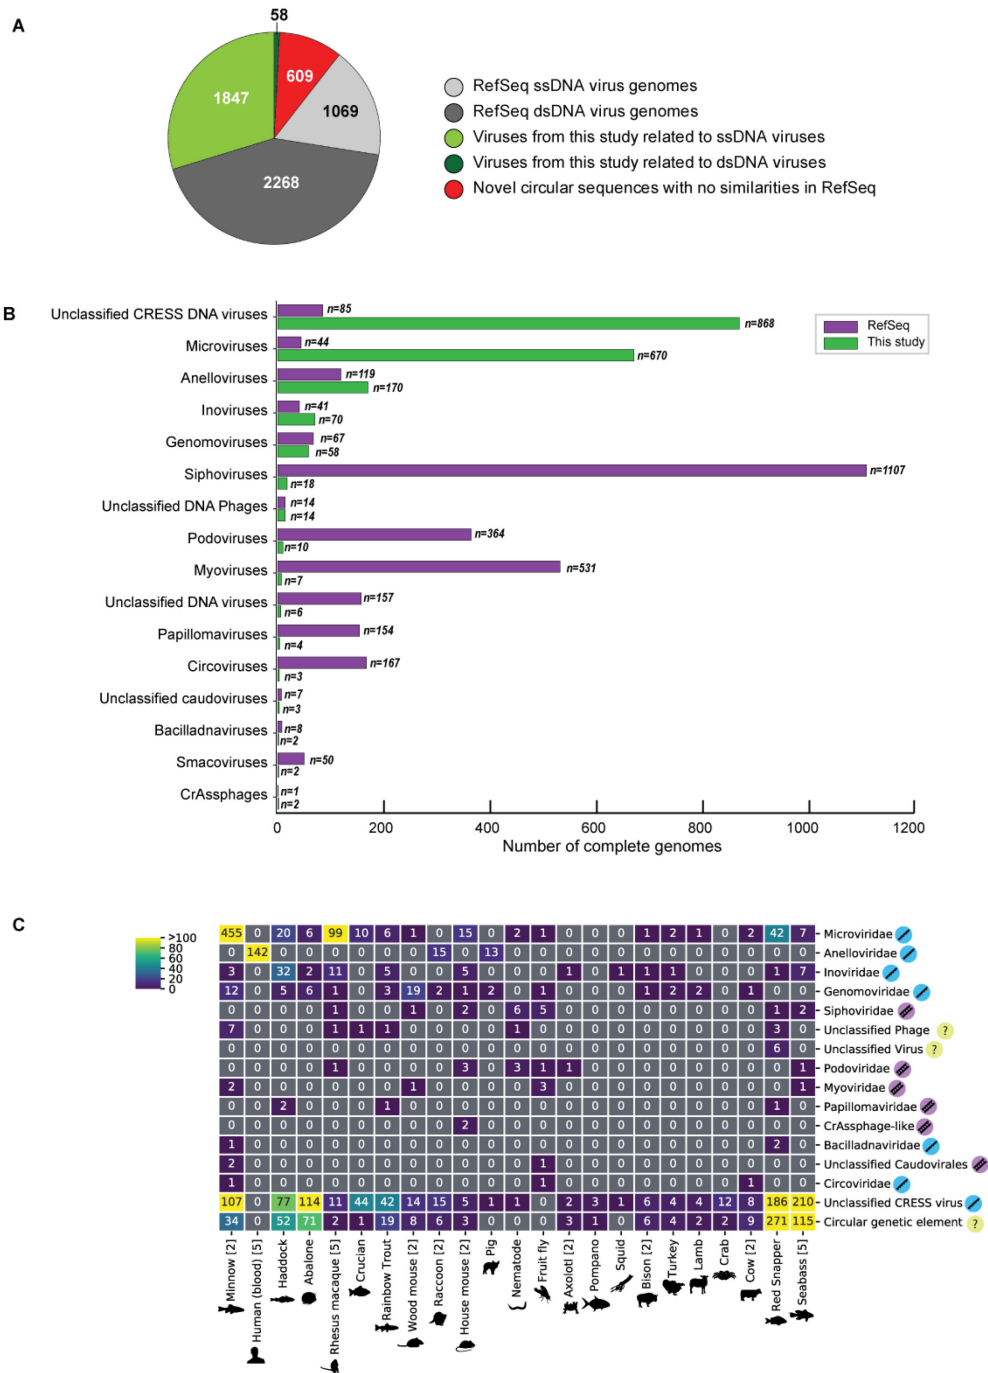 A
58
609
1847
1069
2268
RefSeq ssDNA virus genomes
RefSeq dsDNA virus genomes
Viruses from this study related to ssDNA viruses
Viruses from this study related to dsDNA viruses
Novel circular sequences with no similarities in RefSeq
B
RefSeq
This study
Unclassified CRESS DNA viruses n=85
n=868
Microviruses n=44
n=670
Anelloviruses n=119
n=170
Inoviruses n=41
n=70
Genomoviruses n=67
n=58
Siphoviruses n=1107
n=18
Unclassified DNA Phages n=14
n=14
Podoviruses n=364
n=10
Myoviruses n=531
n=7
Unclassified DNA viruses n=157
n=6
Papillomaviruses n=154
n=4
Circoviruses n=167
n=3
Unclassified caudoviruses n=7
n=3
Bacilladnaviruses n=8
n=2
Smacoviruses n=50
n=2
CrAssphages n=1
n=2
0 200 400 600 800 1000 1200
Number of complete genomes
C
>100
80
60
40
20
0
455 0 20 6 99 10 6 1 0 15 0 2 1 0 0 0 1 2 1 0 2 42 7 Microviridae
0 142 0 0 0 0 0 0 15 0 13 0 0 0 0 0 0 0 0 0 0 0 0 Anelloviridae
3 0 32 2 11 0 5 0 0 5 0 0 0 1 0 1 1 1 0 0 0 1 7 Inoviridae
12 0 5 6 1 0 3 19 2 1 2 0 1 0 0 0 1 2 2 0 1 0 0 Genomoviridae
0 0 0 0 1 0 0 1 0 2 0 6 5 0 0 0 0 0 0 0 0 1 2 Siphoviridae
7 0 0 0 1 1 1 0 0 0 0 1 0 0 0 0 0 0 0 0 0 3 0 Unclassified Phage ?
0 0 0 0 0 0 0 0 0 0 0 0 0 0 0 0 0 0 0 0 0 6 0 Unclassified Virus ?
0 0 0 0 1 0 0 0 0 3 0 3 1 1 0 0 0 0 0 0 0 0 1 Podoviridae
2 0 0 0 0 0 0 1 0 0 0 0 3 0 0 0 0 0 0 0 0 0 1 Myoviridae
0 0 2 0 0 0 1 0 0 0 0 0 0 0 0 0 0 0 0 0 0 1 0 Papillomaviridae
0 0 0 0 0 0 0 0 0 2 0 0 0 0 0 0 0 0 0 0 0 0 0 CrAssphage-like
1 0 0 0 0 0 0 0 0 0 0 0 0 0 0 0 0 0 0 0 0 2 0 Bacilladnaviridae
2 0 0 0 0 0 0 0 0 0 0 0 1 0 0 0 0 0 0 0 0 0 0 Unclassified Caudovirales
1 0 0 0 0 0 0 0 0 0 0 0 1 0 0 0 0 0 0 0 1 0 0 Circoviridae
107 0 77 114 11 44 42 14 15 5 1 1 0 2 3 1 6 4 4 12 8 186 210 Unclassified CRESS virus
34 0 52 71 2 1 19 8 6 3 0 0 0 3 1 0 6 4 2 2 9 271 115 Circular genetic element ?
Minnow [2]
Human (blood) [5]
Haddock
Abalone
Rhesus macaque [5]
Crucian
Rainbow Trout
Wood mouse [2]
Raccoon [2]
House mouse [2]
Pig
Nematode
Fruit fly
Axolotl [2]
Pompano
Squid
Bison [2]
Turkey
Lamb
Crab
Cow [2]
Red Snapper
Seabass [5]